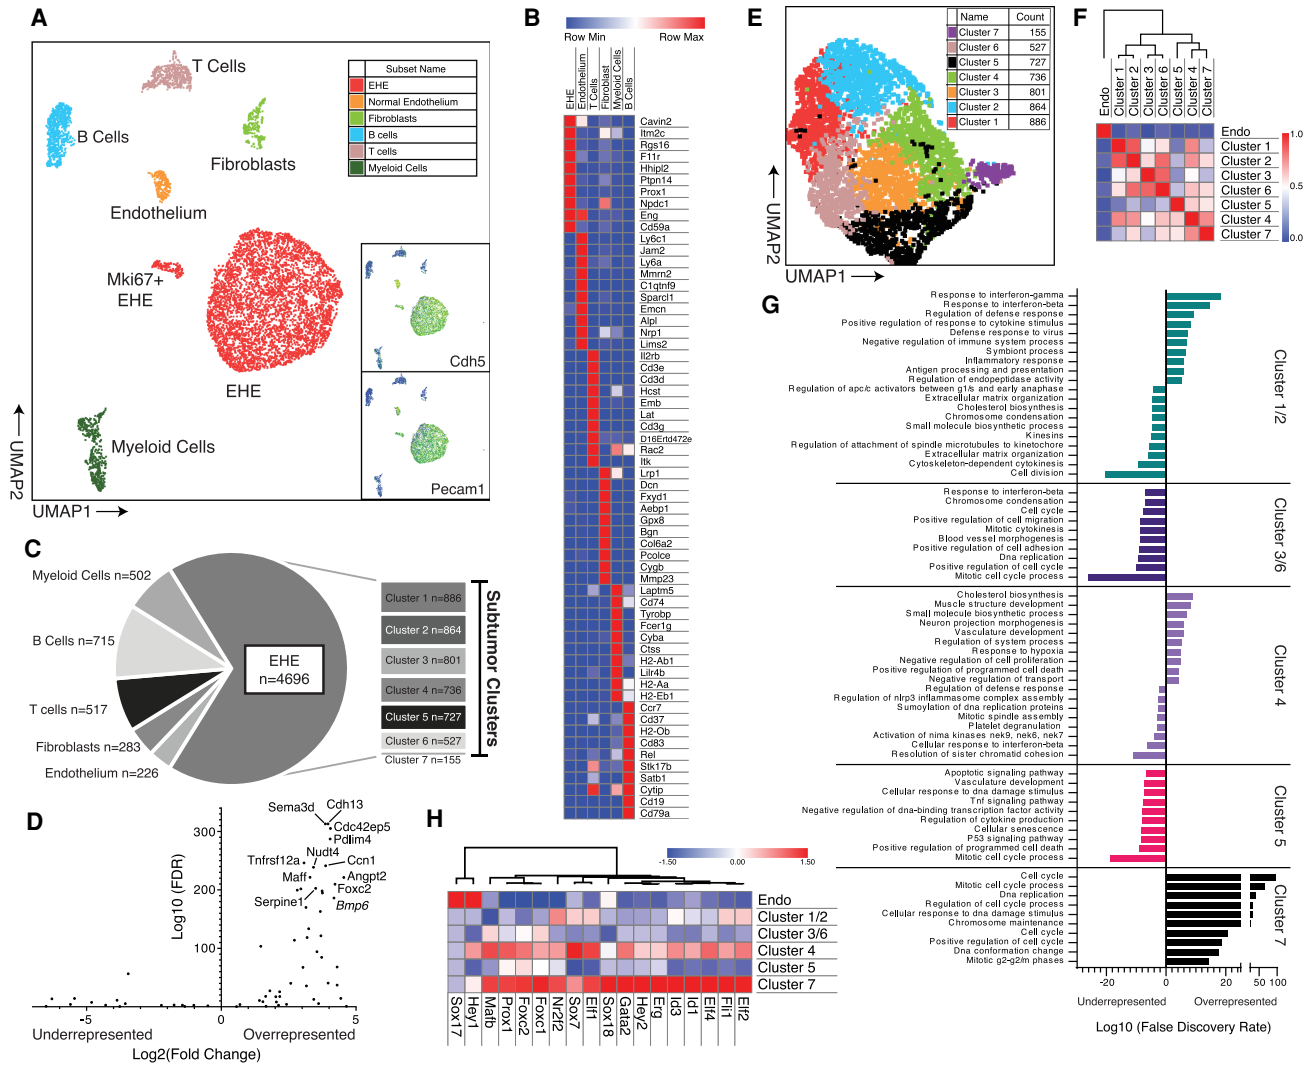 A
T Cells
B Cells
Fibroblasts
Endothelium
Mki67+
EHE
EHE
Myeloid Cells
UMAP2
UMAP1
Subset Name
EHE
Normal Endothelium
Fibroblasts
B cells
T cells
Myeloid Cells
Cdh5
Pecam1
B
Row Min Row Max
EHE
Endothelium
T Cells
Fibroblast
Myeloid Cells
B Cells
Cavin2
Itm2c
Rgs16
F11r
Hhipl2
Ptpn14
Prox1
Npdc1
Eng
Cd59a
Ly6c1
Jam2
Ly6a
Mmrn2
C1qtnf9
Sparcl1
Emcn
Alpl
Nrp1
Lims2
Il2rb
Cd3e
Cd3d
Hcst
Emb
Lat
Cd3g
D16Ertd472e
Rac2
Itk
Lrp1
Dcn
Fxyd1
Aebp1
Gpx8
Bgn
Col6a2
Pcolce
Cygb
Mmp23
Laptm5
Cd74
Tyrobp
Fcer1g
Cyba
Ctss
H2-Ab1
Lilr4b
H2-Aa
H2-Eb1
Ccr7
Cd37
H2-Ob
Cd83
Rel
Stk17b
Satb1
Cytip
Cd19
Cd79a
C
Myeloid Cells n=502
B Cells n=715
T cells n=517
Fibroblasts n=283
Endothelium n=226
EHE
n=4696
Cluster 1 n=886
Cluster 2 n=864
Cluster 3 n=801
Cluster 4 n=736
Cluster 5 n=727
Cluster 6 n=527
Cluster 7 n=155
Subtumor Clusters
D
Log10 (FDR)
300
200
100
Sema3d
Cdh13
Cdc42ep5
Pdlim4
Nudt4
Tnfrsf12a
Ccn1
Maff
Angpt2
Foxc2
Serpine1
Bmp6
-5 0 5
Underrepresented Overrepresented
Log2(Fold Change)
E
Name Count
Cluster 7 155
Cluster 6 527
Cluster 5 727
Cluster 4 736
Cluster 3 801
Cluster 2 864
Cluster 1 886
UMAP2
UMAP1
F
Endo
Cluster 1
Cluster 2
Cluster 3
Cluster 6
Cluster 5
Cluster 4
Cluster 7
Endo
Cluster 1
Cluster 2
Cluster 3
Cluster 6
Cluster 5
Cluster 4
Cluster 7
1.0
0.5
0.0
G
Response to interferon-gamma
Response to interferon-beta
Regulation of defense response
Positive regulation of response to cytokine stimulus
Defense response to virus
Negative regulation of immune system process
Symbiont process
Inflammatory response
Antigen processing and presentation
Regulation of endopeptidase activity
Regulation of apc/c activators between g1/s and early anaphase
Extracellular matrix organization
Cholesterol biosynthesis
Chromosome condensation
Small molecule biosynthetic process
Kinesins
Regulation of attachment of spindle microtubules to kinetochore
Extracellular matrix organization
Cytoskeleton-dependent cytokinesis
Cell division
Cluster 1/2
Response to interferon-beta
Chromosome condensation
Cell cycle
Positive regulation of cell migration
Mitotic cytokinesis
Blood vessel morphogenesis
Positive regulation of cell adhesion
Dna replication
Positive regulation of cell cycle
Mitotic cell cycle process
Cluster 3/6
Cholesterol biosynthesis
Muscle structure development
Small molecule biosynthetic process
Neuron projection morphogenesis
Vasculature development
Regulation of system process
Response to hypoxia
Negative regulation of cell proliferation
Positive regulation of programmed cell death
Negative regulation of transport
Regulation of defense response
Regulation of nlrp3 inflammasome complex assembly
Sumoylation of dna replication proteins
Mitotic spindle assembly
Platelet degranulation
Activation of nima kinases nek9, nek6, nek7
Cellular response to interferon-beta
Resolution of sister chromatid cohesion
Cluster 4
Apoptotic signaling pathway
Vasculature development
Cellular response to dna damage stimulus
Tnf signaling pathway
Negative regulation of dna-binding transcription factor activity
Regulation of cytokine production
Cellular senescence
P53 signaling pathway
Positive regulation of programmed cell death
Mitotic cell cycle process
Cluster 5
Cell cycle
Mitotic cell cycle process
Dna replication
Regulation of cell cycle process
Cellular response to dna damage stimulus
Chromosome maintenance
Cell cycle
Positive regulation of cell cycle
Dna conformation change
Mitotic g2-g2/m phases
Cluster 7
-20 0 20 50 100
Underrepresented Overrepresented
Log10 (False Discovery Rate)
H
-1.50 0.00 1.50
Endo
Cluster 1/2
Cluster 3/6
Cluster 4
Cluster 5
Cluster 7
Sox17
Hey1
Mafb
Prox1
Foxc2
Foxc1
Nr2f2
Sox7
Elf1
Sox18
Gata2
Hey2
Erg
Id3
Id1
Elf4
Fli1
Elf2